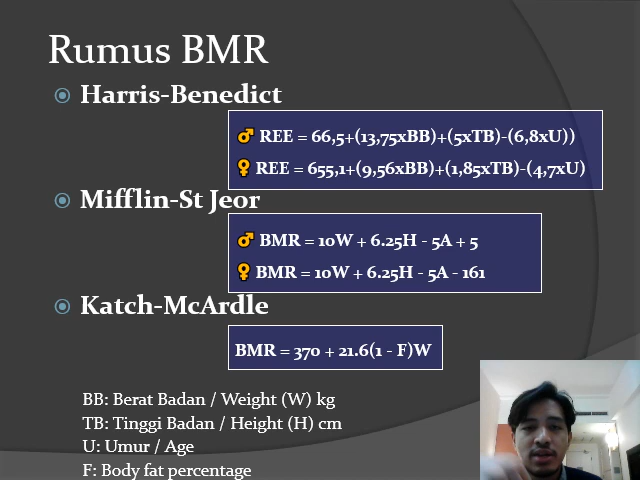 Rumus BMR
Harris-Benedict
♂ REE = 66,5+(13,75xBB)+(5xTB)-(6,8xU))
♀ REE = 655,1+(9,56xBB)+(1,85xTB)-(4,7xU)
Mifflin-St Jeor
♂ BMR = 10W + 6.25H - 5A + 5
♀ BMR = 10W + 6.25H - 5A - 161
Katch-McArdle
BMR = 370 + 21.6(1 - F)W
BB: Berat Badan / Weight (W) kg
TB: Tinggi Badan / Height (H) cm
U: Umur / Age
F: Body fat percentage